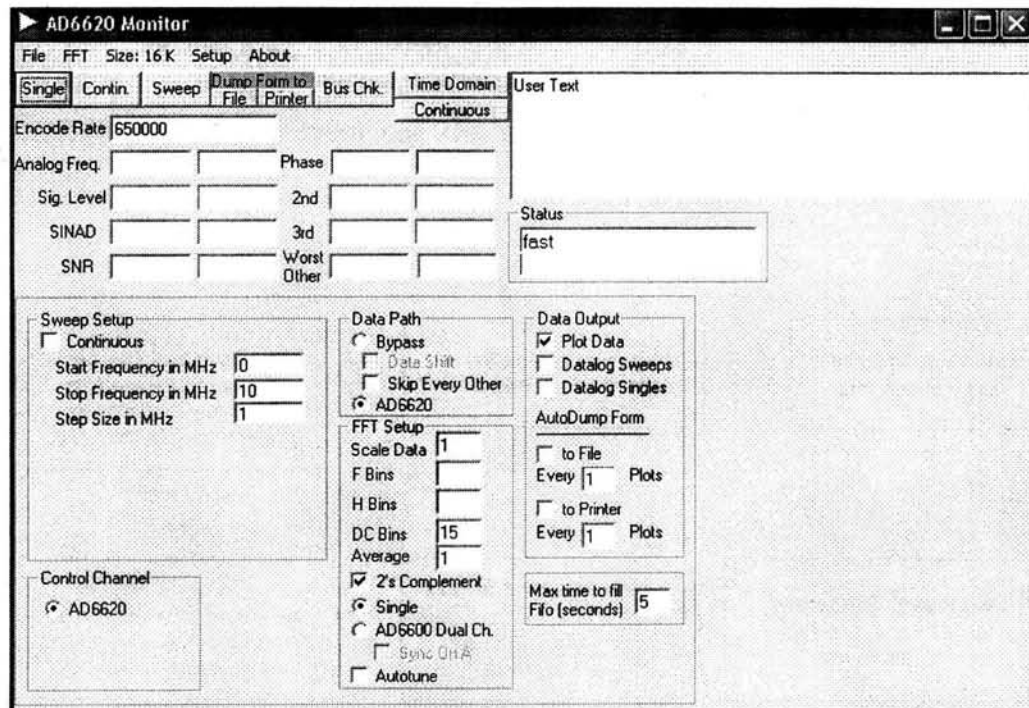 AD6620 Monitor
File FFT Size: 16 K Setup About
Single Contin. Sweep Dump Form to File Printer Bus Chk. Time Domain Continuous
User Text
Encode Rate 650000
Analog Freq. Phase
Sig. Level 2nd
SINAD 3rd
SNR Worst Other
Status
fast
Sweep Setup
Continuous
Start Frequency in MHz 0
Stop Frequency in MHz 10
Step Size in MHz 1
Control Channel
AD6620
Data Path
Bypass
Data Shift
Skip Every Other
AD6620
FFT Setup
Scale Data 1
F Bins
H Bins
DC Bins 15
Average 1
2's Complement
Single
AD6600 Dual Ch.
Sync On A
Autotune
Data Output
Plot Data
Datalog Sweeps
Datalog Singles
AutoDump Form
to File
Every 1 Plots
to Printer
Every 1 Plots
Max time to fill
Fifo (seconds) 5